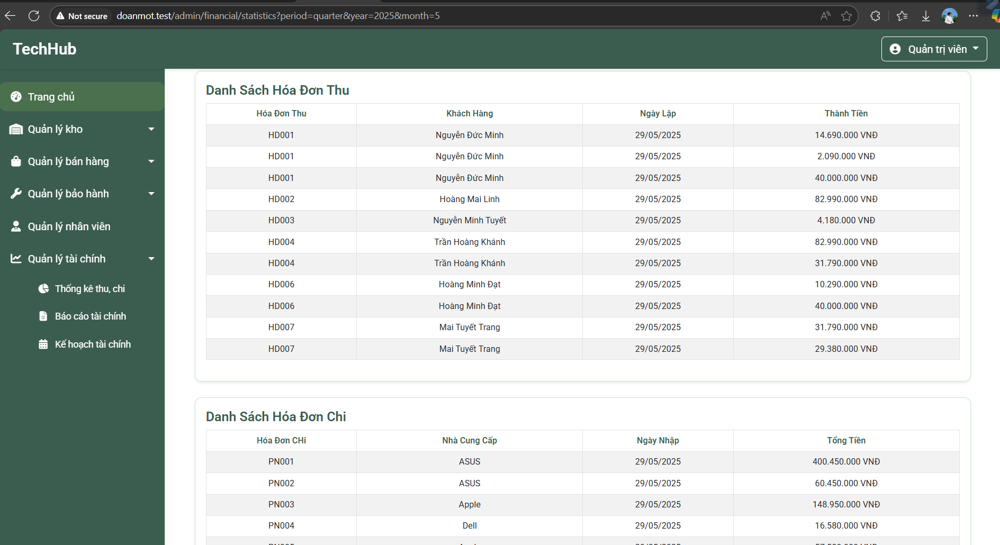 Not secure doanmot.test/admin/financial/statistics?period=quarter&year=2025&month=5
TechHub
Quản trị viên
Trang chủ
Quản lý kho
Quản lý bán hàng
Quản lý bảo hành
Quản lý nhân viên
Quản lý tài chính
Thống kê thu, chi
Báo cáo tài chính
Kế hoạch tài chính
Danh Sách Hóa Đơn Thu
Hóa Đơn Thu Khách Hàng Ngày Lập Thành Tiền
HD001 Nguyễn Đức Minh 29/05/2025 14.690.000 VNĐ
HD001 Nguyễn Đức Minh 29/05/2025 2.090.000 VNĐ
HD001 Nguyễn Đức Minh 29/05/2025 40.000.000 VNĐ
HD002 Hoàng Mai Linh 29/05/2025 82.990.000 VNĐ
HD003 Nguyễn Minh Tuyết 29/05/2025 4.180.000 VNĐ
HD004 Trần Hoàng Khánh 29/05/2025 82.990.000 VNĐ
HD004 Trần Hoàng Khánh 29/05/2025 31.790.000 VNĐ
HD006 Hoàng Minh Đạt 29/05/2025 10.290.000 VNĐ
HD006 Hoàng Minh Đạt 29/05/2025 40.000.000 VNĐ
HD007 Mai Tuyết Trang 29/05/2025 31.790.000 VNĐ
HD007 Mai Tuyết Trang 29/05/2025 29.380.000 VNĐ
Danh Sách Hóa Đơn Chi
Hóa Đơn CHi Nhà Cung Cấp Ngày Nhập Tổng Tiền
PN001 ASUS 29/05/2025 400.450.000 VNĐ
PN002 ASUS 29/05/2025 60.450.000 VNĐ
PN003 Apple 29/05/2025 148.950.000 VNĐ
PN004 Dell 29/05/2025 16.580.000 VNĐ